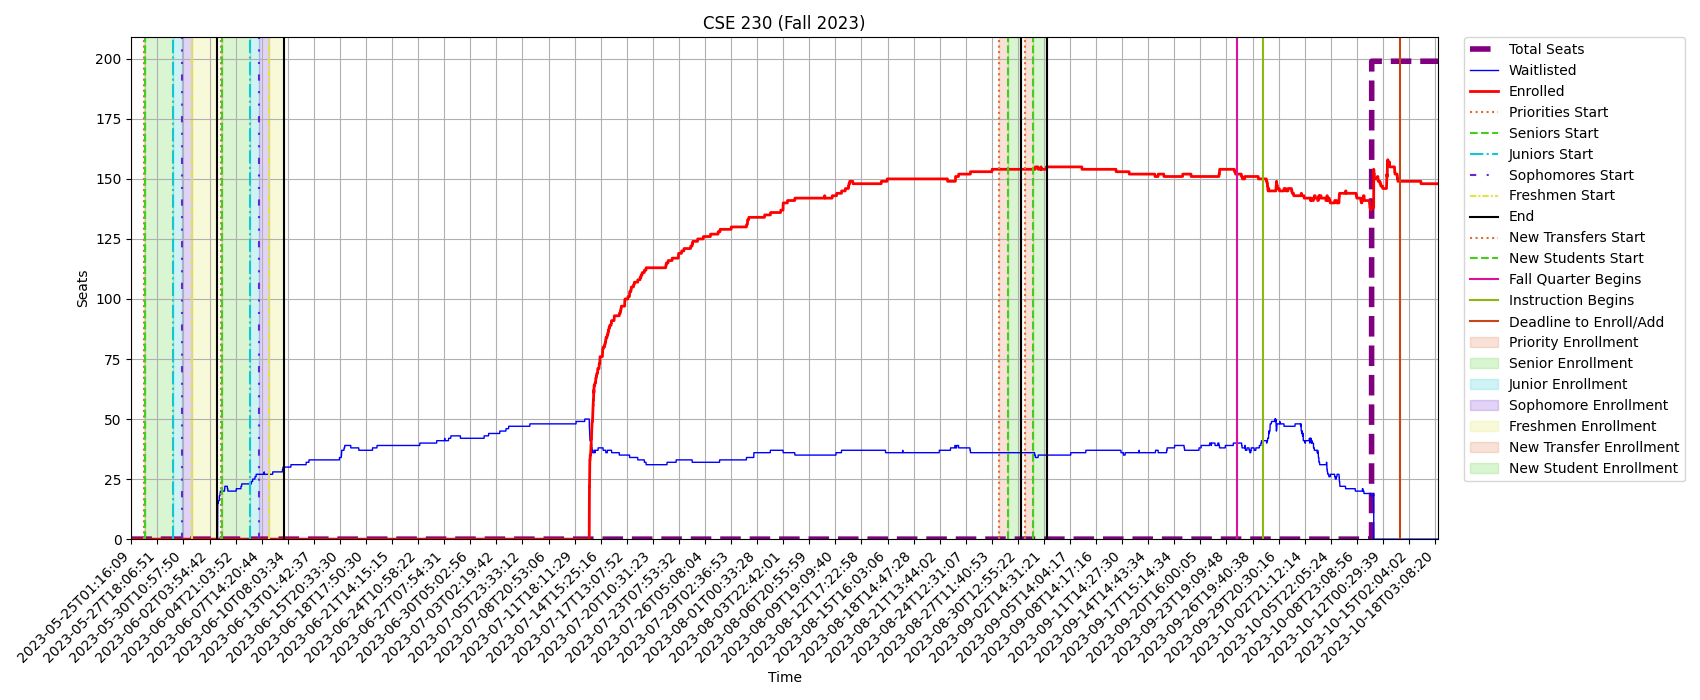 CSE 230 (Fall 2023)
Seats
200
175
150
125
100
75
50
25
0
2023-05-25T01:16:09
2023-05-27T18:06:51
2023-05-30T10:57:50
2023-06-02T03:54:42
2023-06-04T21:03:52
2023-06-07T14:20:44
2023-06-10T08:03:34
2023-06-13T01:42:37
2023-06-15T20:33:30
2023-06-18T17:50:30
2023-06-21T14:15:15
2023-06-24T10:58:22
2023-06-27T07:54:31
2023-06-30T05:02:56
2023-07-03T02:19:42
2023-07-05T23:33:12
2023-07-08T20:53:06
2023-07-11T18:11:29
2023-07-14T15:25:16
2023-07-17T13:07:52
2023-07-20T10:31:23
2023-07-23T07:53:32
2023-07-26T05:08:04
2023-07-29T02:36:53
2023-08-01T00:33:28
2023-08-03T22:42:01
2023-08-06T20:55:59
2023-08-09T19:09:40
2023-08-12T17:22:58
2023-08-15T16:03:06
2023-08-18T14:47:28
2023-08-21T13:44:02
2023-08-24T12:31:07
2023-08-27T11:40:53
2023-08-30T12:55:22
2023-09-02T14:31:21
2023-09-05T14:04:17
2023-09-08T14:17:16
2023-09-11T14:27:30
2023-09-14T14:43:34
2023-09-17T15:14:34
2023-09-20T16:00:05
2023-09-23T19:09:48
2023-09-26T19:40:38
2023-09-29T20:30:16
2023-10-02T21:12:14
2023-10-05T22:05:24
2023-10-08T23:08:56
2023-10-12T00:29:39
2023-10-15T02:04:02
2023-10-18T03:08:20
Time
Total Seats
Waitlisted
Enrolled
Priorities Start
Seniors Start
Juniors Start
Sophomores Start
Freshmen Start
End
New Transfers Start
New Students Start
Fall Quarter Begins
Instruction Begins
Deadline to Enroll/Add
Priority Enrollment
Senior Enrollment
Junior Enrollment
Sophomore Enrollment
Freshmen Enrollment
New Transfer Enrollment
New Student Enrollment